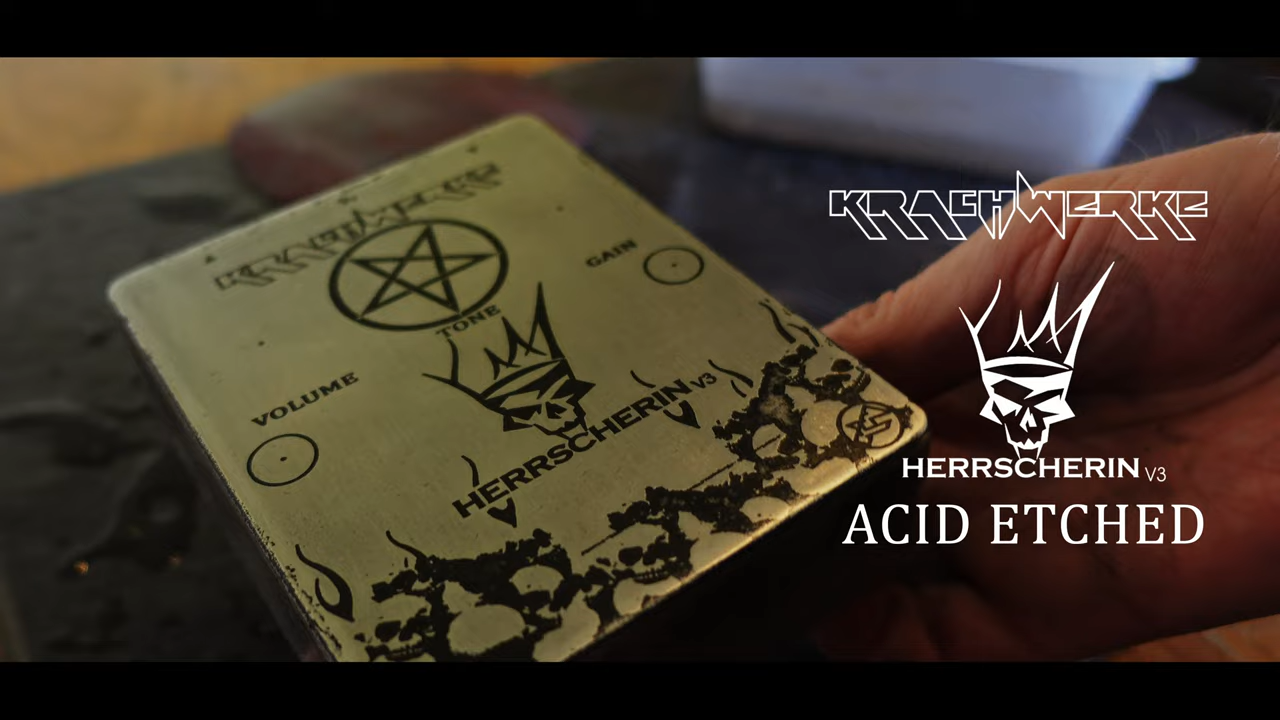 KRACHWERKE
TONE
GAIN
VOLUME
HERRSCHERIN V3
KRACHWERKE
HERRSCHERIN V3
ACID ETCHED